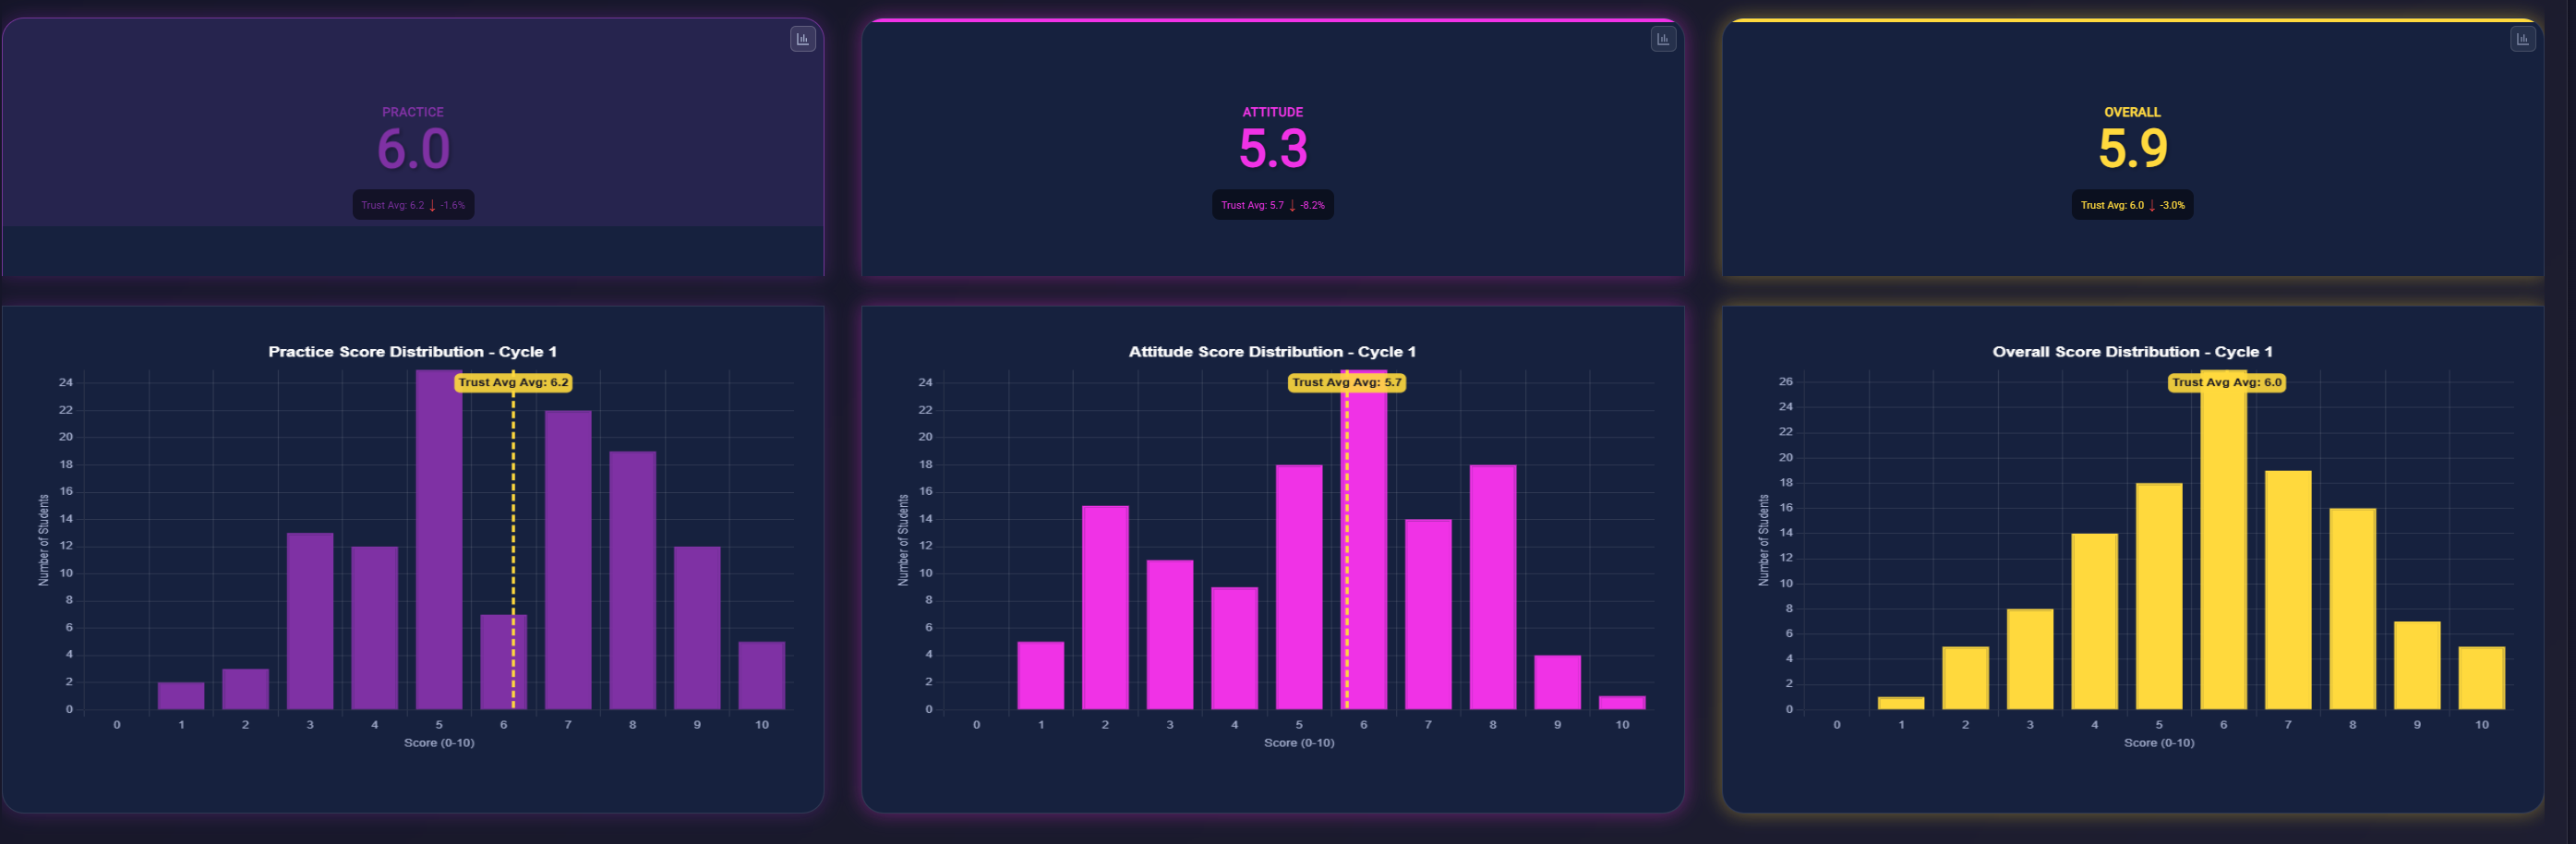 PRACTICE
6.0
Trust Avg: 6.2 ↓ -1.6%
ATTITUDE
5.3
Trust Avg: 5.7 ↓ -8.2%
OVERALL
5.9
Trust Avg: 6.0 ↓ -3.0%
Practice Score Distribution - Cycle 1
Trust Avg Avg: 6.2
24
22
20
18
16
14
12
10
8
6
4
2
0
Number of Students
0 1 2 3 4 5 6 7 8 9 10
Score (0-10)
Attitude Score Distribution - Cycle 1
Trust Avg Avg: 5.7
24
22
20
18
16
14
12
10
8
6
4
2
0
Number of Students
0 1 2 3 4 5 6 7 8 9 10
Score (0-10)
Overall Score Distribution - Cycle 1
Trust Avg Avg: 6.0
26
24
22
20
18
16
14
12
10
8
6
4
2
0
Number of Students
0 1 2 3 4 5 6 7 8 9 10
Score (0-10)